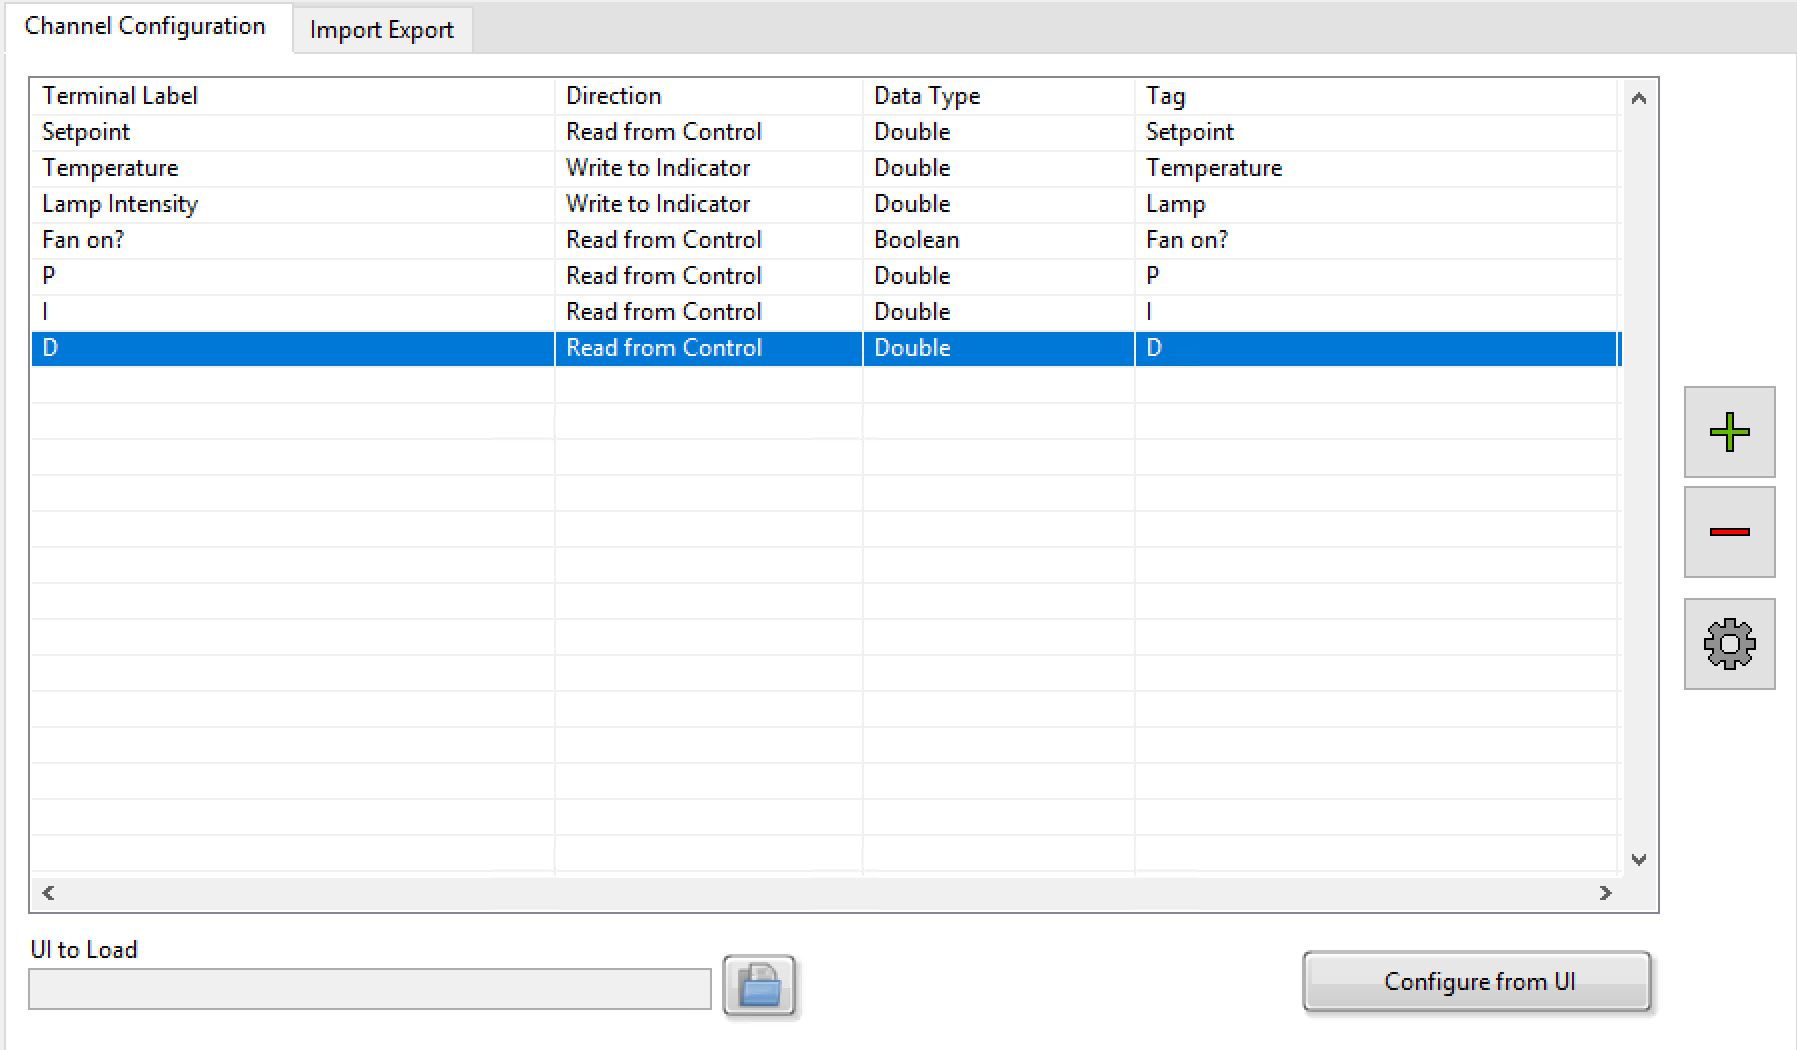 Channel Configuration Import Export
Terminal Label Direction Data Type Tag
Setpoint Read from Control Double Setpoint
Temperature Write to Indicator Double Temperature
Lamp Intensity Write to Indicator Double Lamp
Fan on? Read from Control Boolean Fan on?
P Read from Control Double P
I Read from Control Double I
D Read from Control Double D
UI to Load
Configure from UI